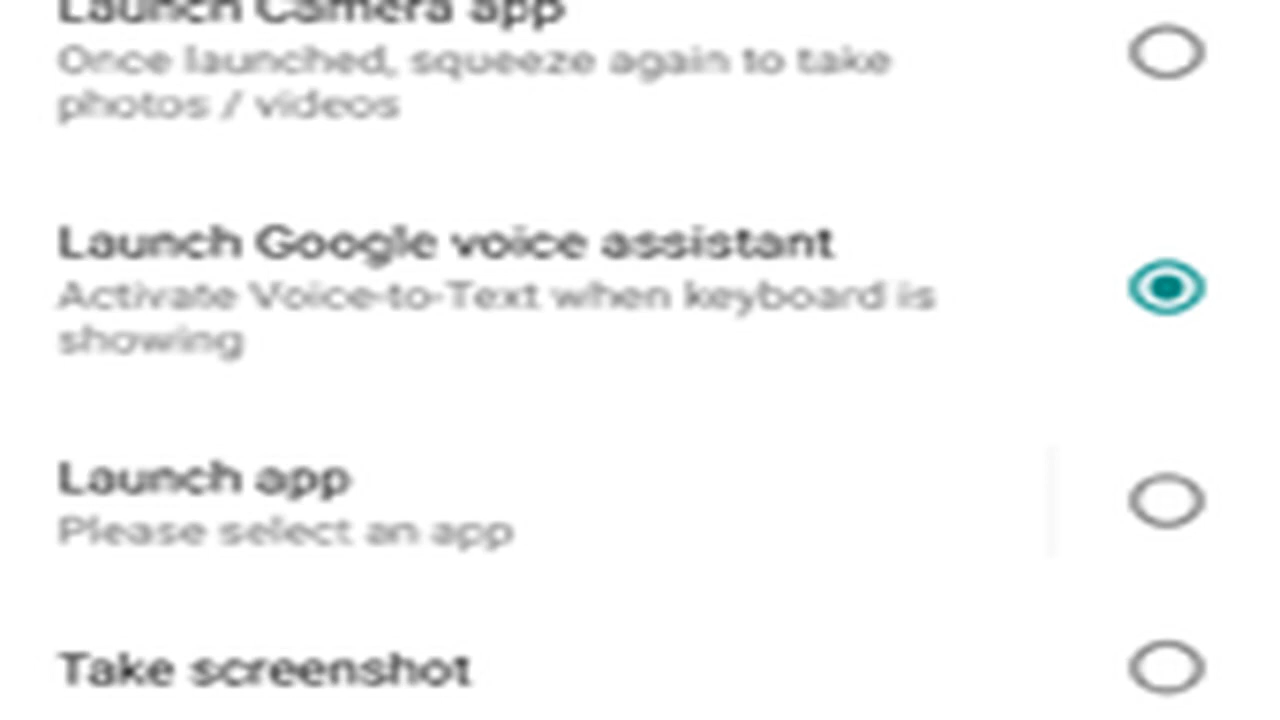 Launch Camera app
Once launched, squeeze again to take
photos / videos
Launch Google voice assistant
Activate Voice-to-Text when keyboard is
showing
Launch app
Please select an app
Take screenshot